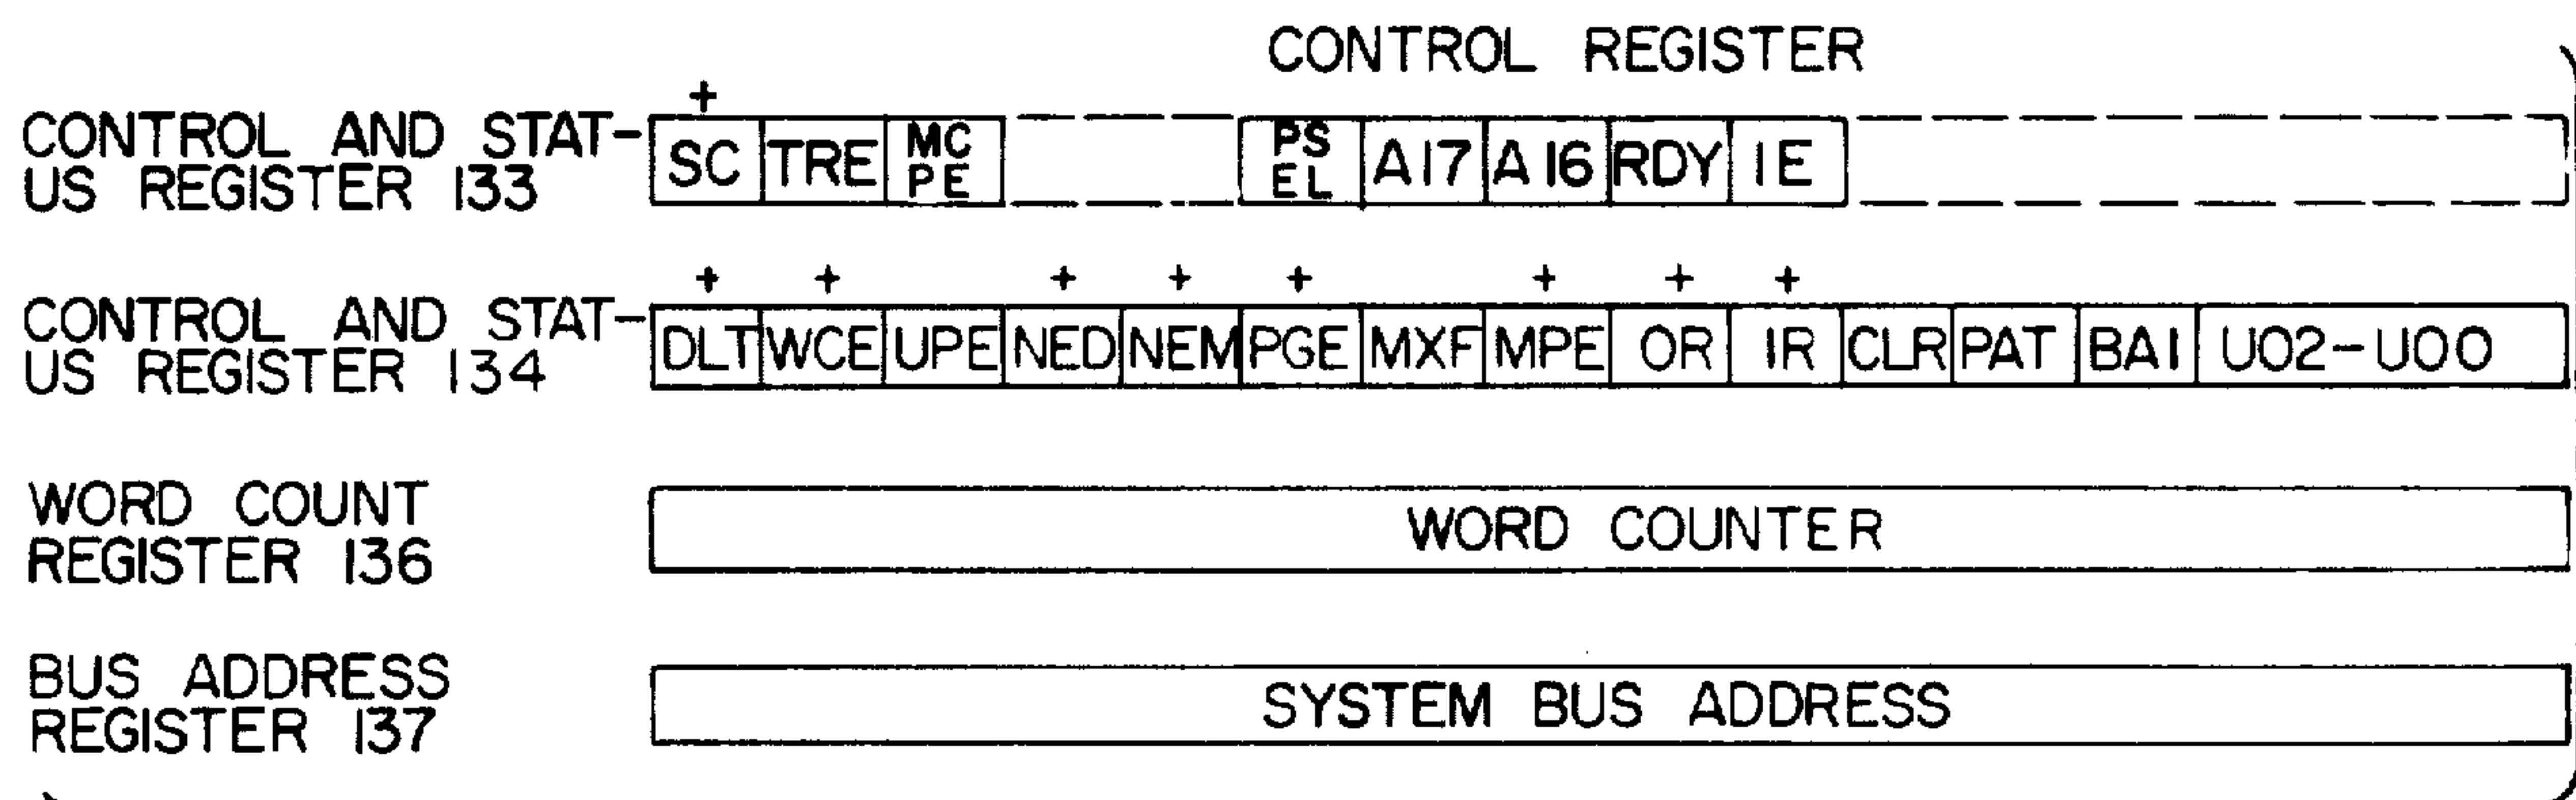 CONTROL REGISTER
+
CONTROL AND STAT-
US REGISTER 133
SC TRE MC PE PS EL A17 A16 RDY IE
+ + + + + + + +
CONTROL AND STAT-
US REGISTER 134
DLT WCE UPE NED NEM PGE MXF MPE OR IR CLR PAT BAI U02-U00
WORD COUNT
REGISTER 136
WORD COUNTER
BUS ADDRESS
REGISTER 137
SYSTEM BUS ADDRESS